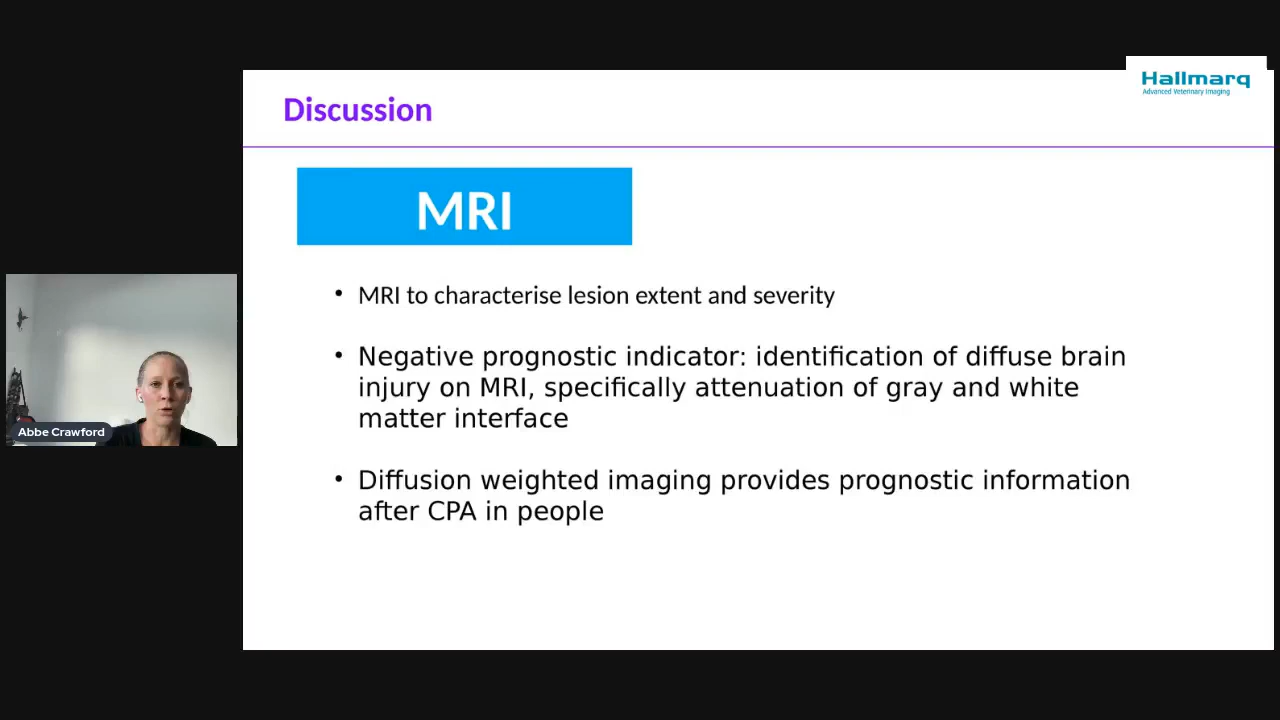 Hallmarq
Advanced Veterinary Imaging
Discussion
MRI
• MRI to characterise lesion extent and severity
• Negative prognostic indicator: identification of diffuse brain
injury on MRI, specifically attenuation of gray and white
matter interface
• Diffusion weighted imaging provides prognostic information
after CPA in people
Abbe Crawford